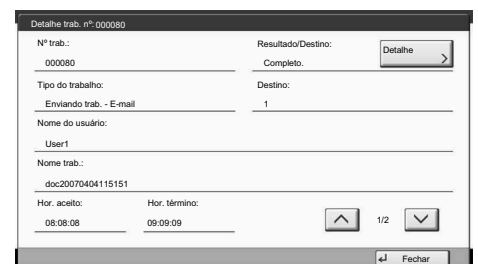 Detalhe trab. nº: 000080
Nº trab.:
000080
Resultado/Destino:
Completo.
Detalhe
Tipo do trabalho:
Enviando trab. - E-mail
Destino:
1
Nome do usuário:
User1
Nome trab.:
doc20070404115151
Hor. aceito:
08:08:08
Hor. término:
09:09:09
1/2
Fechar